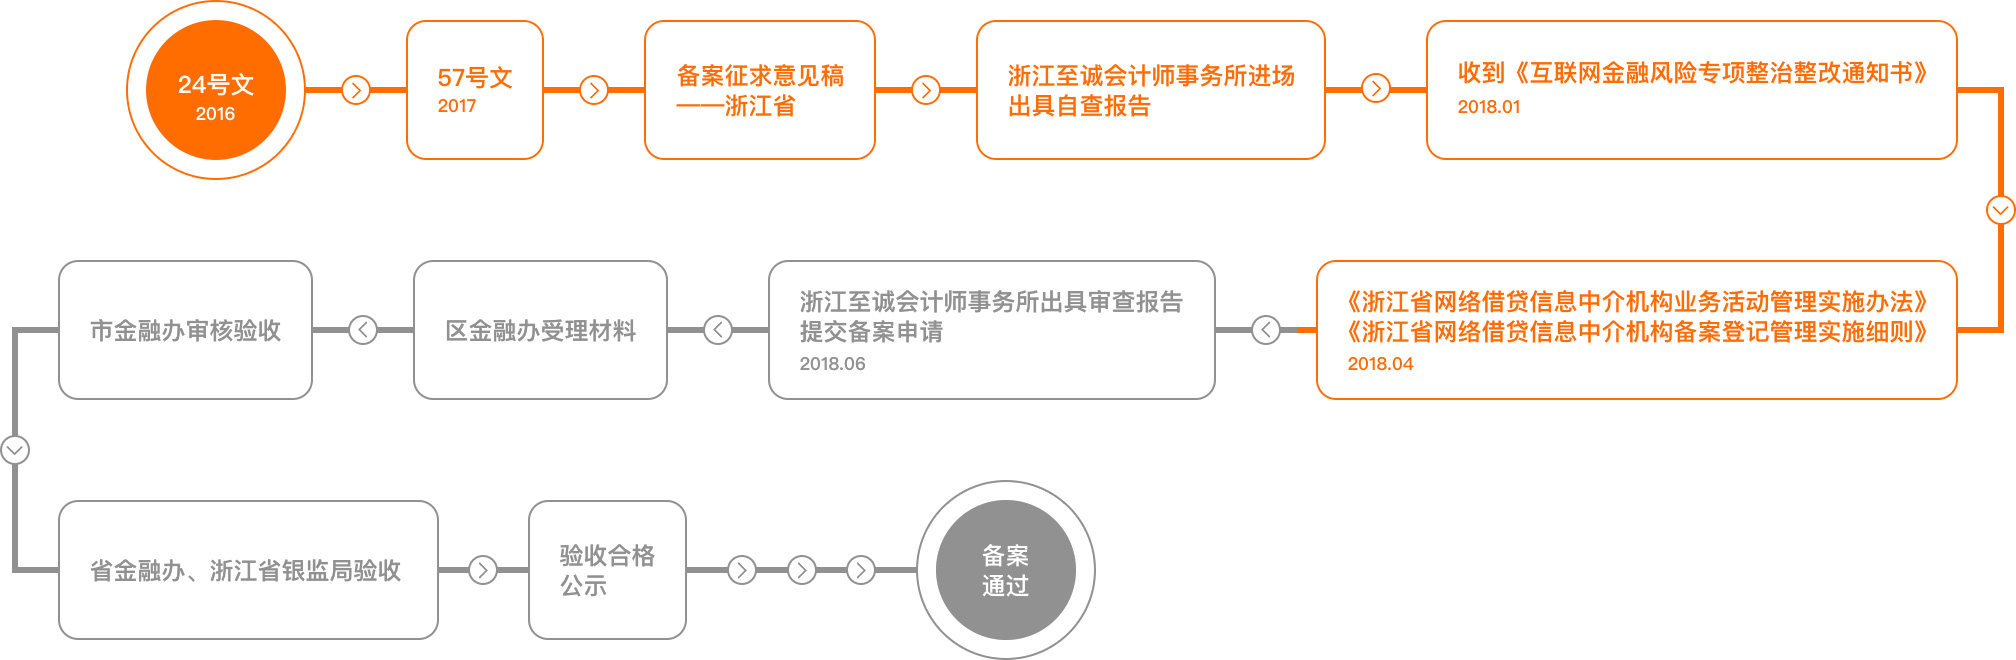 24号文
2016
57号文
2017
备案征求意见稿
——浙江省
浙江至诚会计师事务所进场
出具自查报告
收到《互联网金融风险专项整治整改通知书》
2018.01
《浙江省网络借贷信息中介机构业务活动管理实施办法》
《浙江省网络借贷信息中介机构备案登记管理实施细则》
2018.04
浙江至诚会计师事务所出具审查报告
提交备案申请
2018.06
区金融办受理材料
市金融办审核验收
省金融办、浙江省银监局验收
验收合格
公示
备案
通过